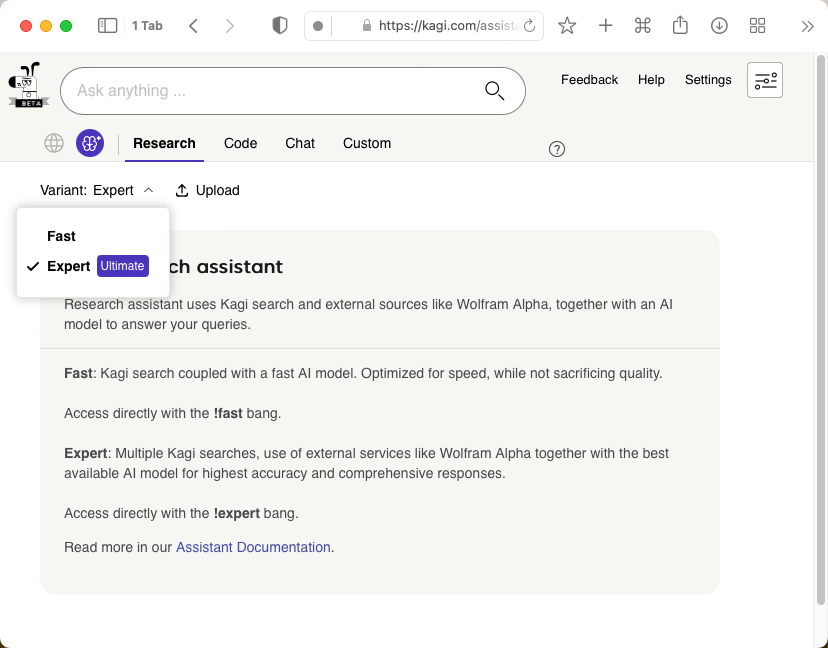 1 Tab
https://kagi.com/assista
BETA
Ask anything ...
Feedback Help Settings
Research Code Chat Custom
?
Variant: Expert Upload
Fast
Expert Ultimate
ch assistant
Research assistant uses Kagi search and external sources like Wolfram Alpha, together with an AI
model to answer your queries.
Fast: Kagi search coupled with a fast AI model. Optimized for speed, while not sacrificing quality.
Access directly with the !fast bang.
Expert: Multiple Kagi searches, use of external services like Wolfram Alpha together with the best
available AI model for highest accuracy and comprehensive responses.
Access directly with the !expert bang.
Read more in our Assistant Documentation.